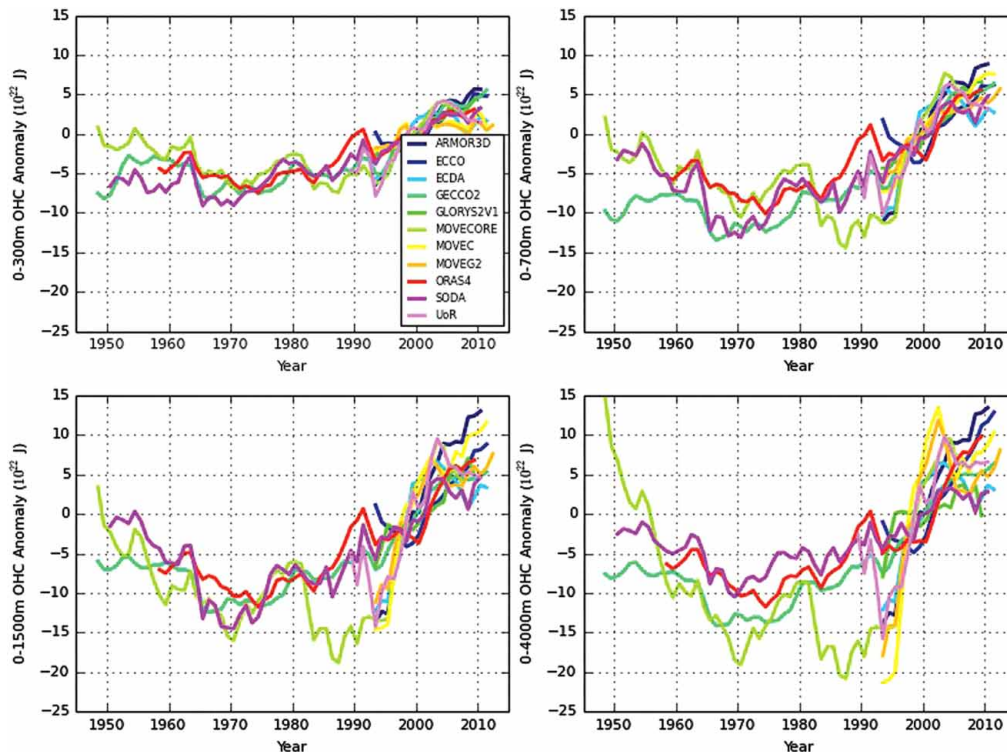 15
10
5
0
−5
−10
−15
−20
−25
0-300m OHC Anomaly (10²² J)
1950 1960 1970 1980 1990 2000 2010
Year
ARMOR3D
ECCO
ECDA
GECCO2
GLORYS2V1
MOVECORE
MOVEC
MOVEG2
ORAS4
SODA
UoR
15
10
5
0
−5
−10
−15
−20
−25
0-700m OHC Anomaly (10²² J)
1950 1960 1970 1980 1990 2000 2010
Year
15
10
5
0
−5
−10
−15
−20
−25
0-1500m OHC Anomaly (10²² J)
1950 1960 1970 1980 1990 2000 2010
Year
15
10
5
0
−5
−10
−15
−20
−25
0-4000m OHC Anomaly (10²² J)
1950 1960 1970 1980 1990 2000 2010
Year